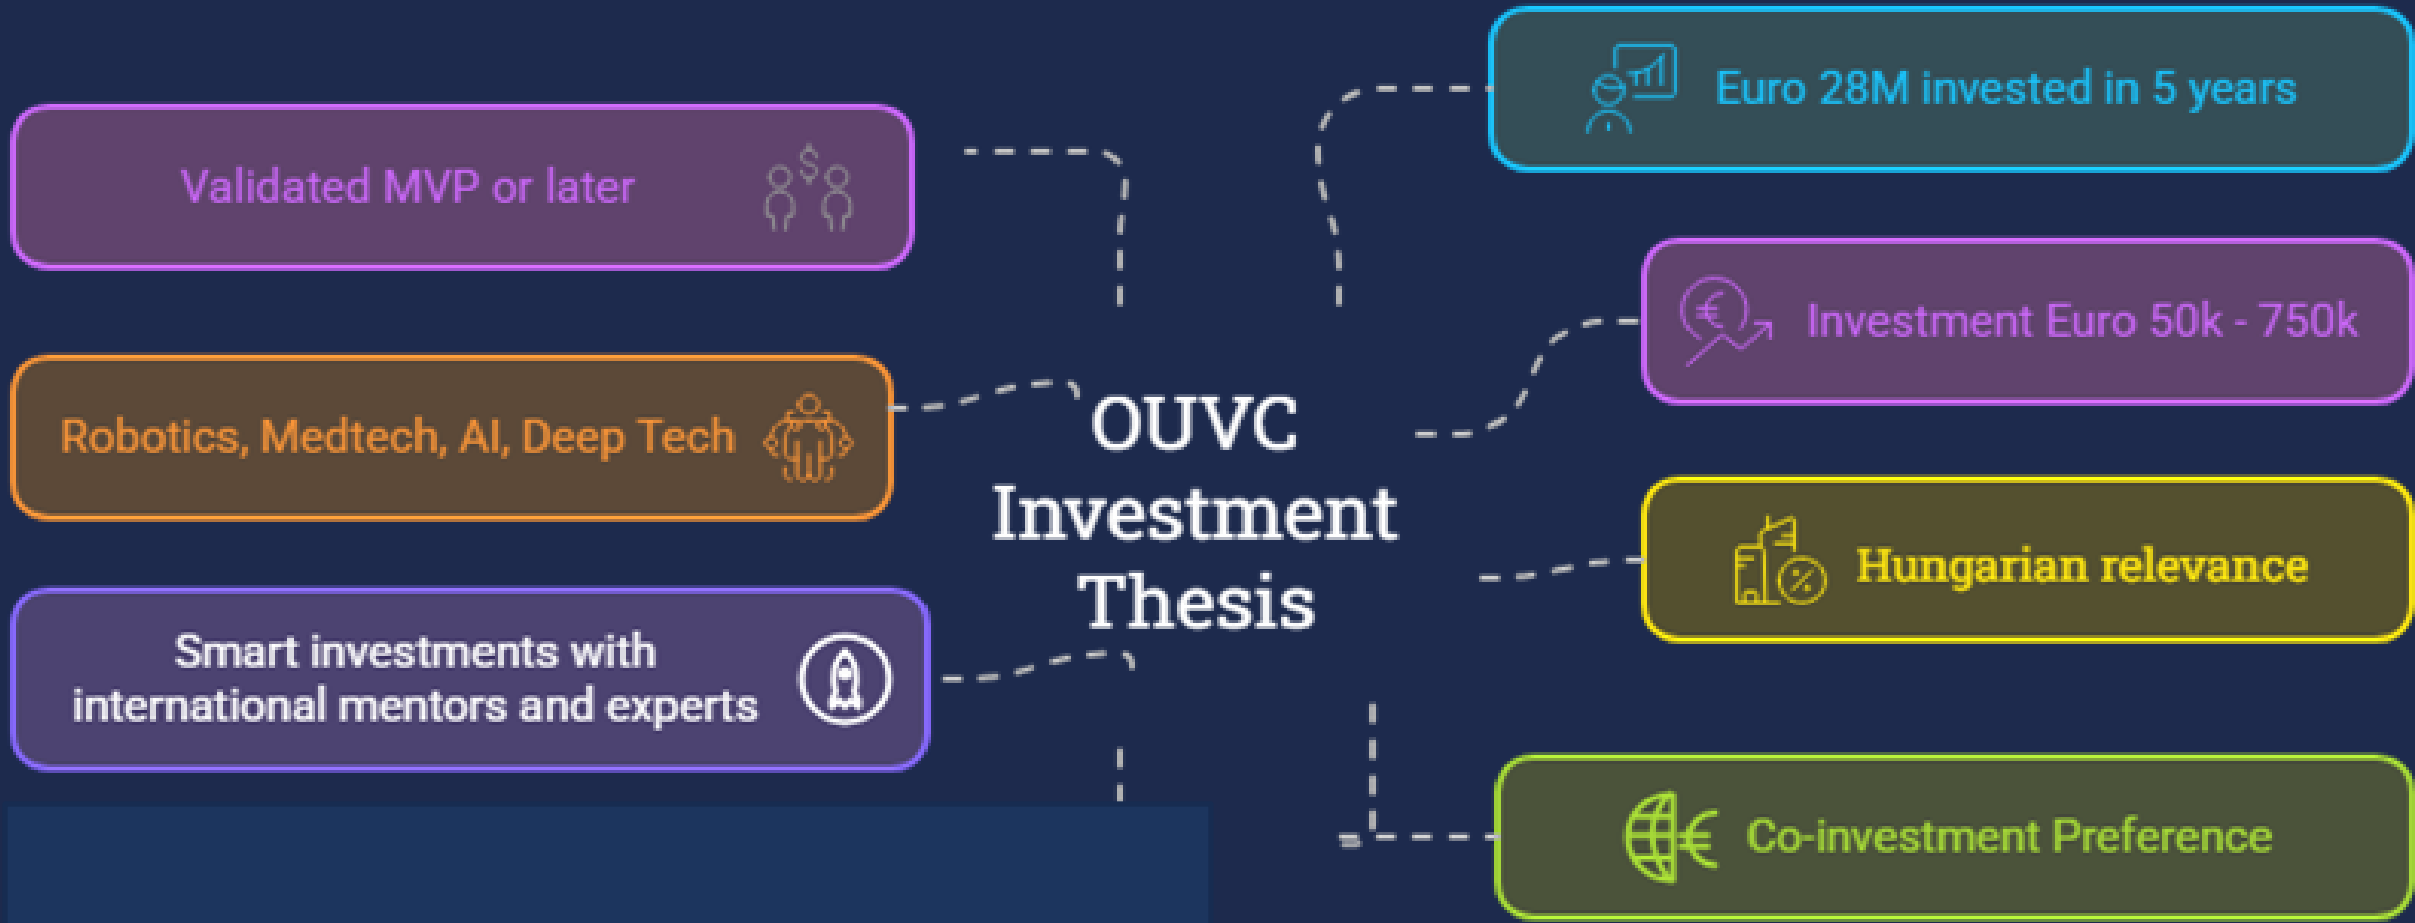 OUVC
Investment
Thesis
Validated MVP or later
Robotics, Medtech, AI, Deep Tech
Smart investments with
international mentors and experts
Euro 28M invested in 5 years
Investment Euro 50k - 750k
Hungarian relevance
Co-investment Preference